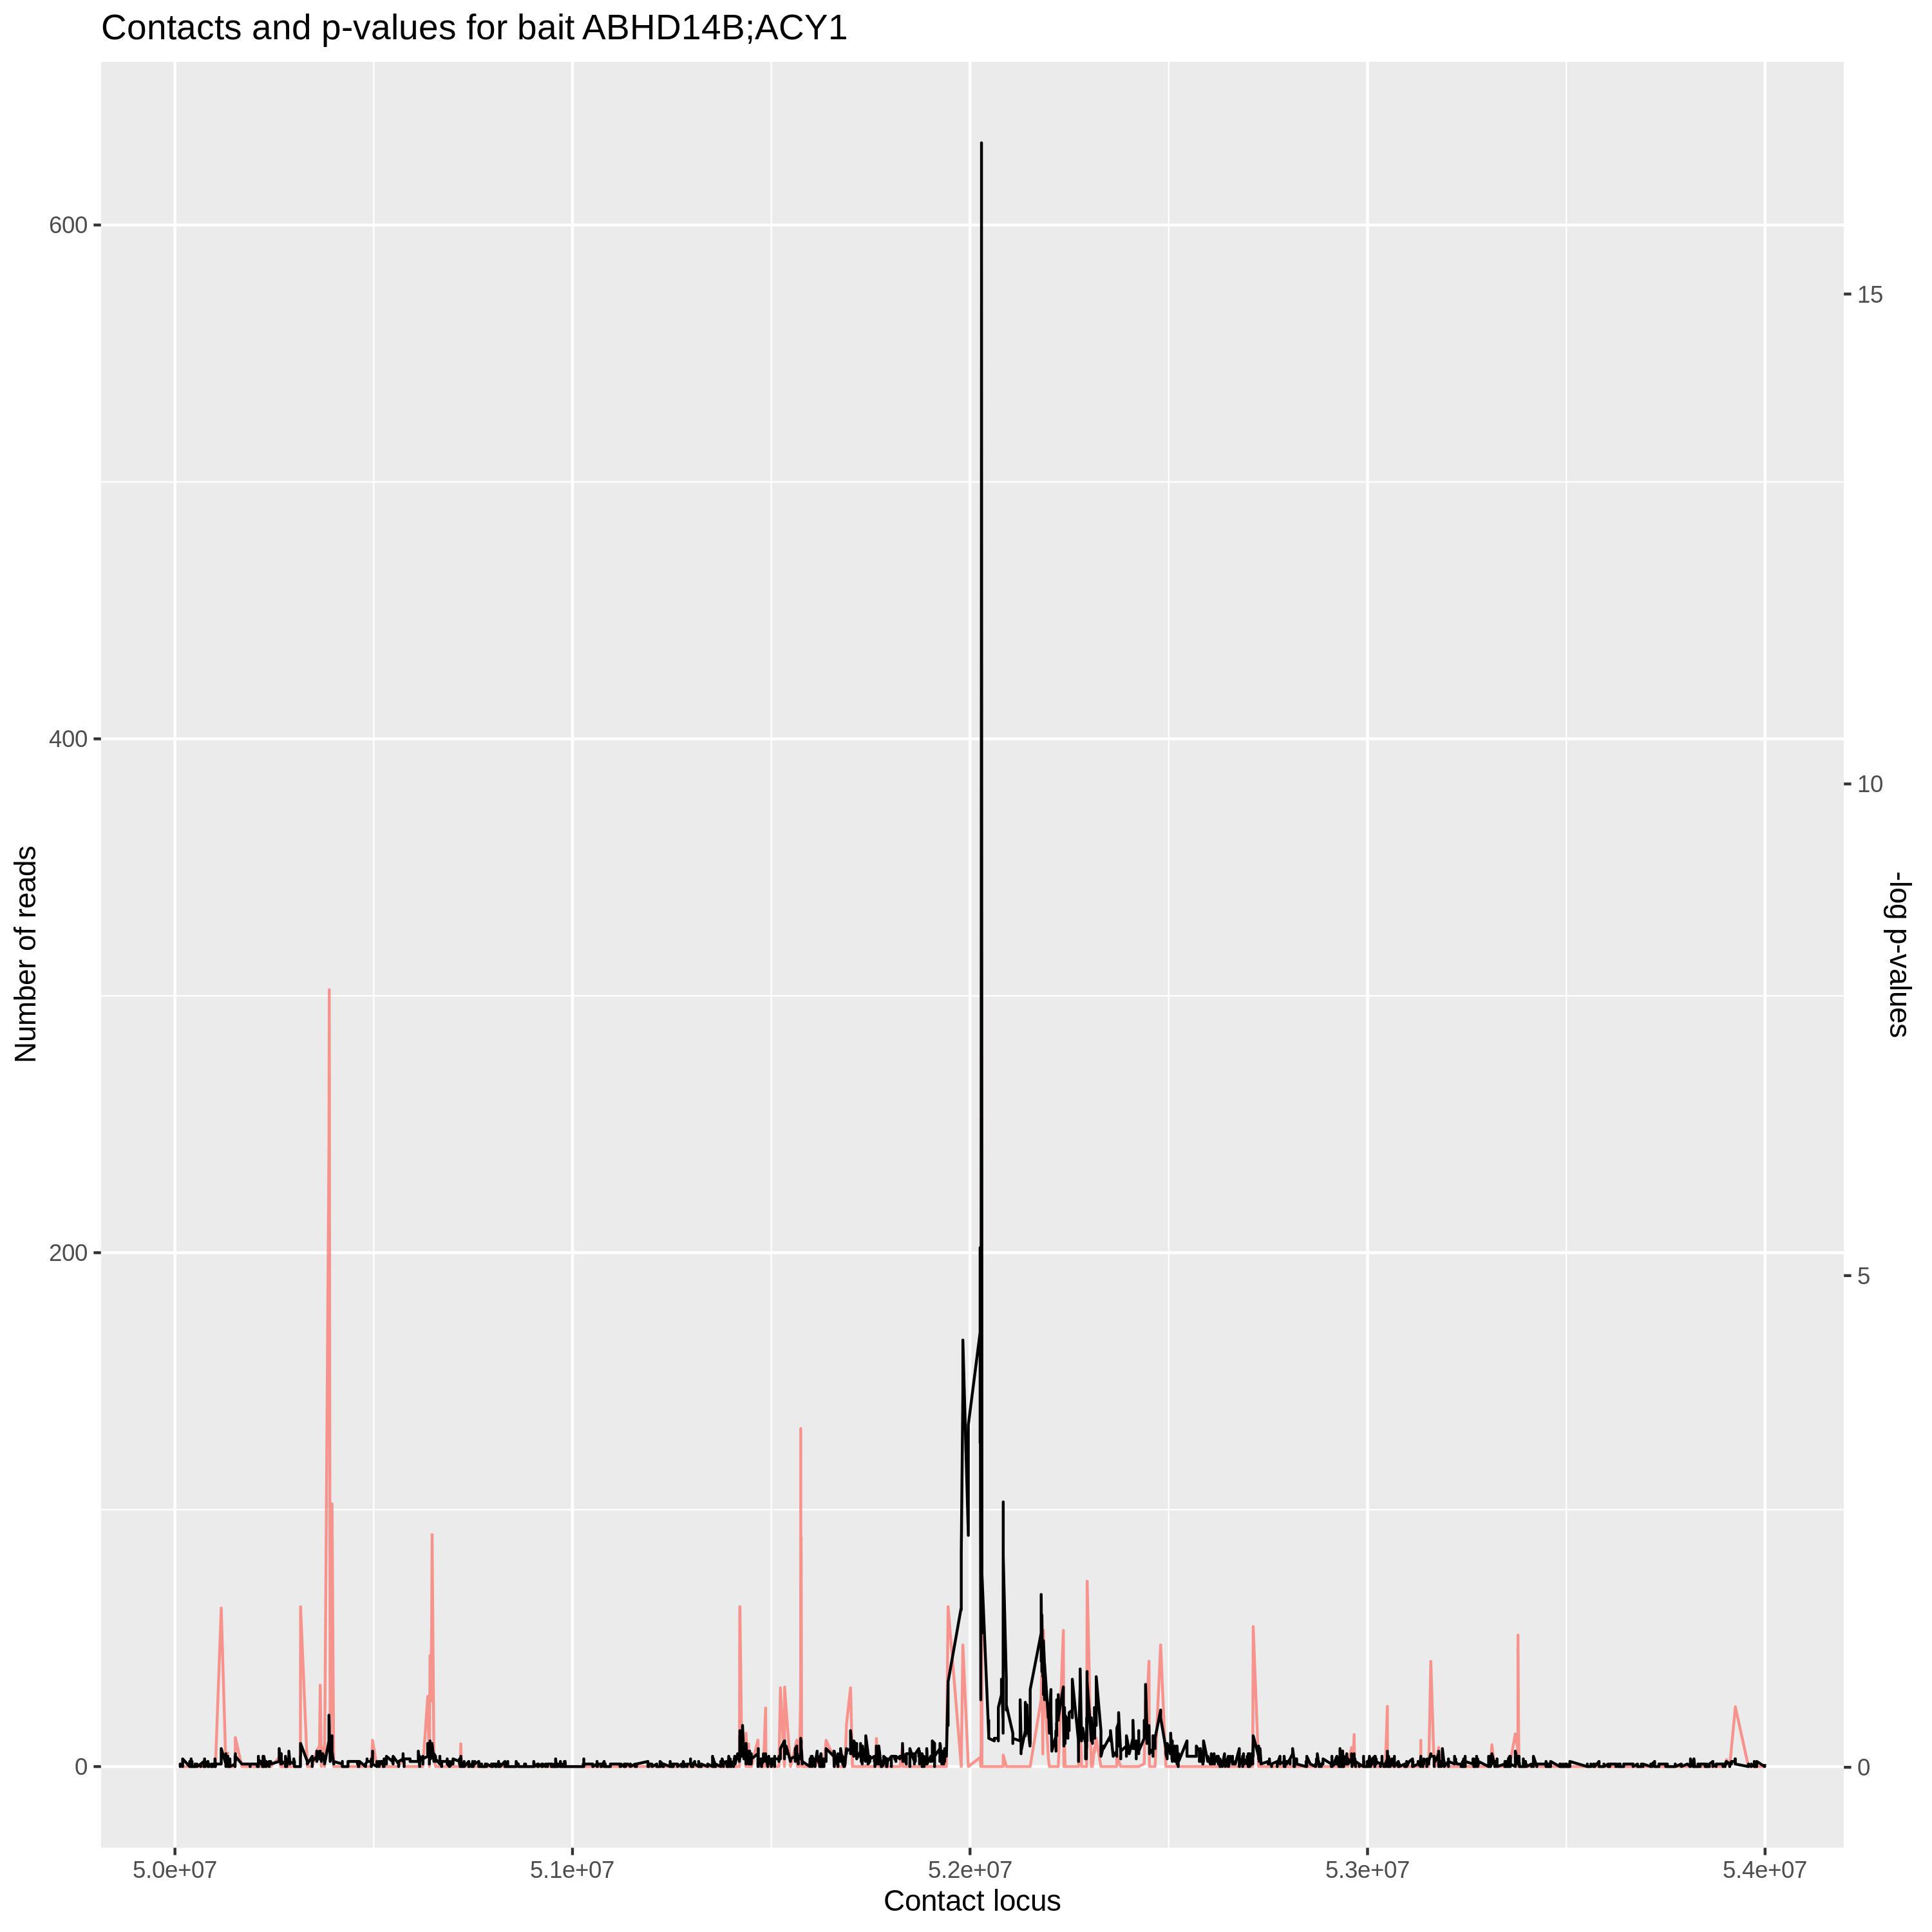 Contacts and p-values for bait ABHD14B;ACY1
600
400
200
0
Number of reads
15
10
5
0
-log p-values
5.0e+07
5.1e+07
5.2e+07
5.3e+07
5.4e+07
Contact locus